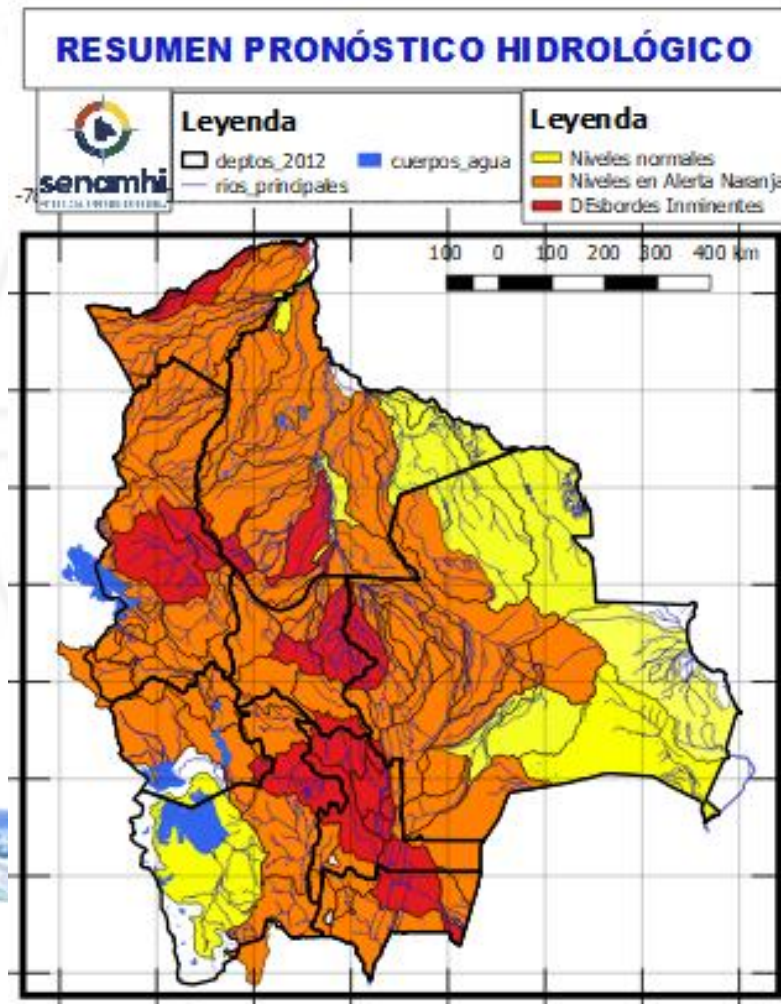 RESUMEN PRONÓSTICO HIDROLÓGICO
senamhi
Leyenda
deptos_2012
cuerpos_agua
rios_principales
Leyenda
Niveles normales
Niveles en Alerta Naranja
DEsbordes Inminentes
100 0 100 200 300 400 km